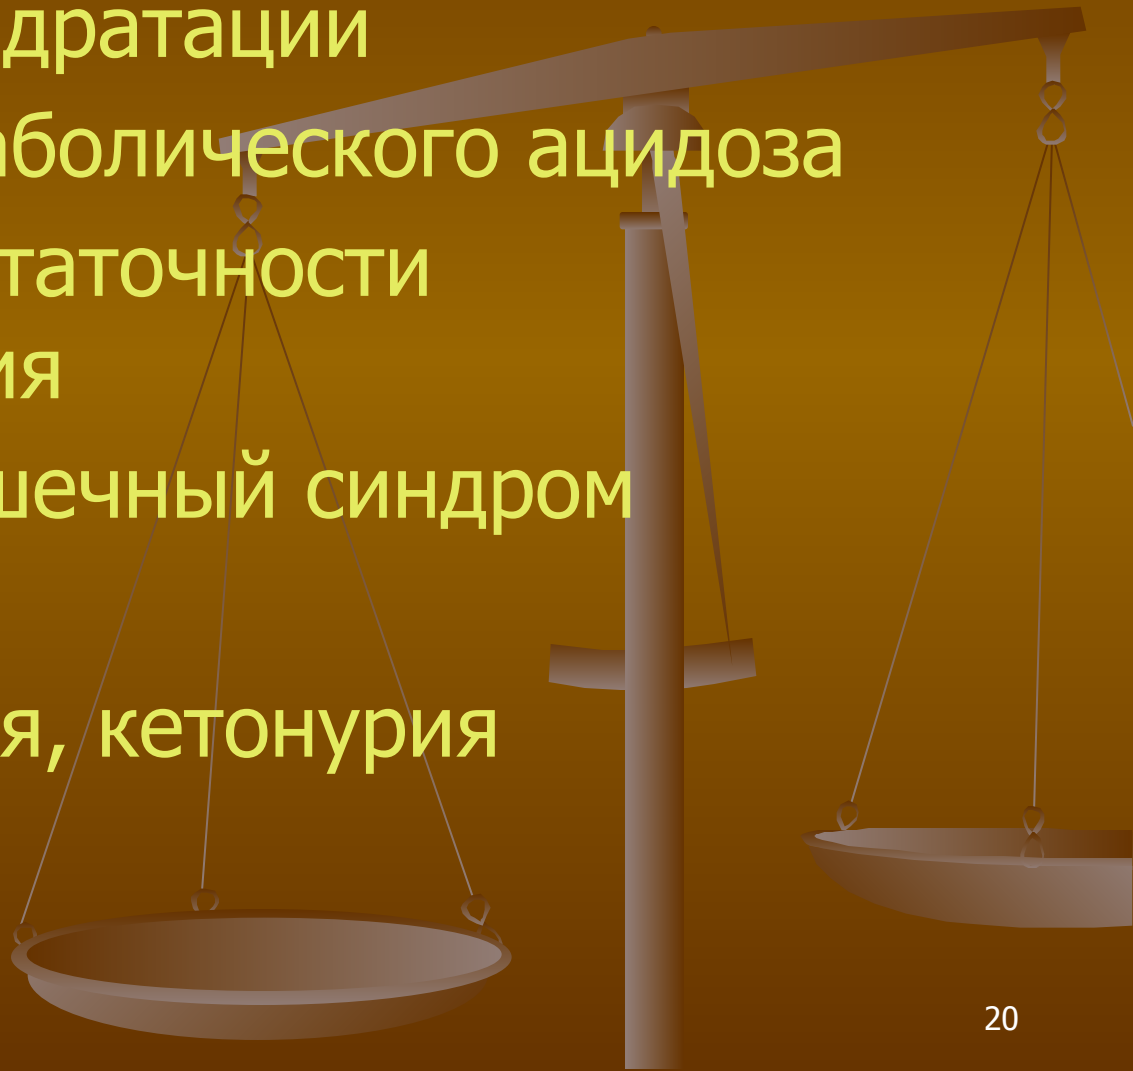 дратации
аболического ацидоза
таточности
ия
шечный синдром
я, кетонурия
20